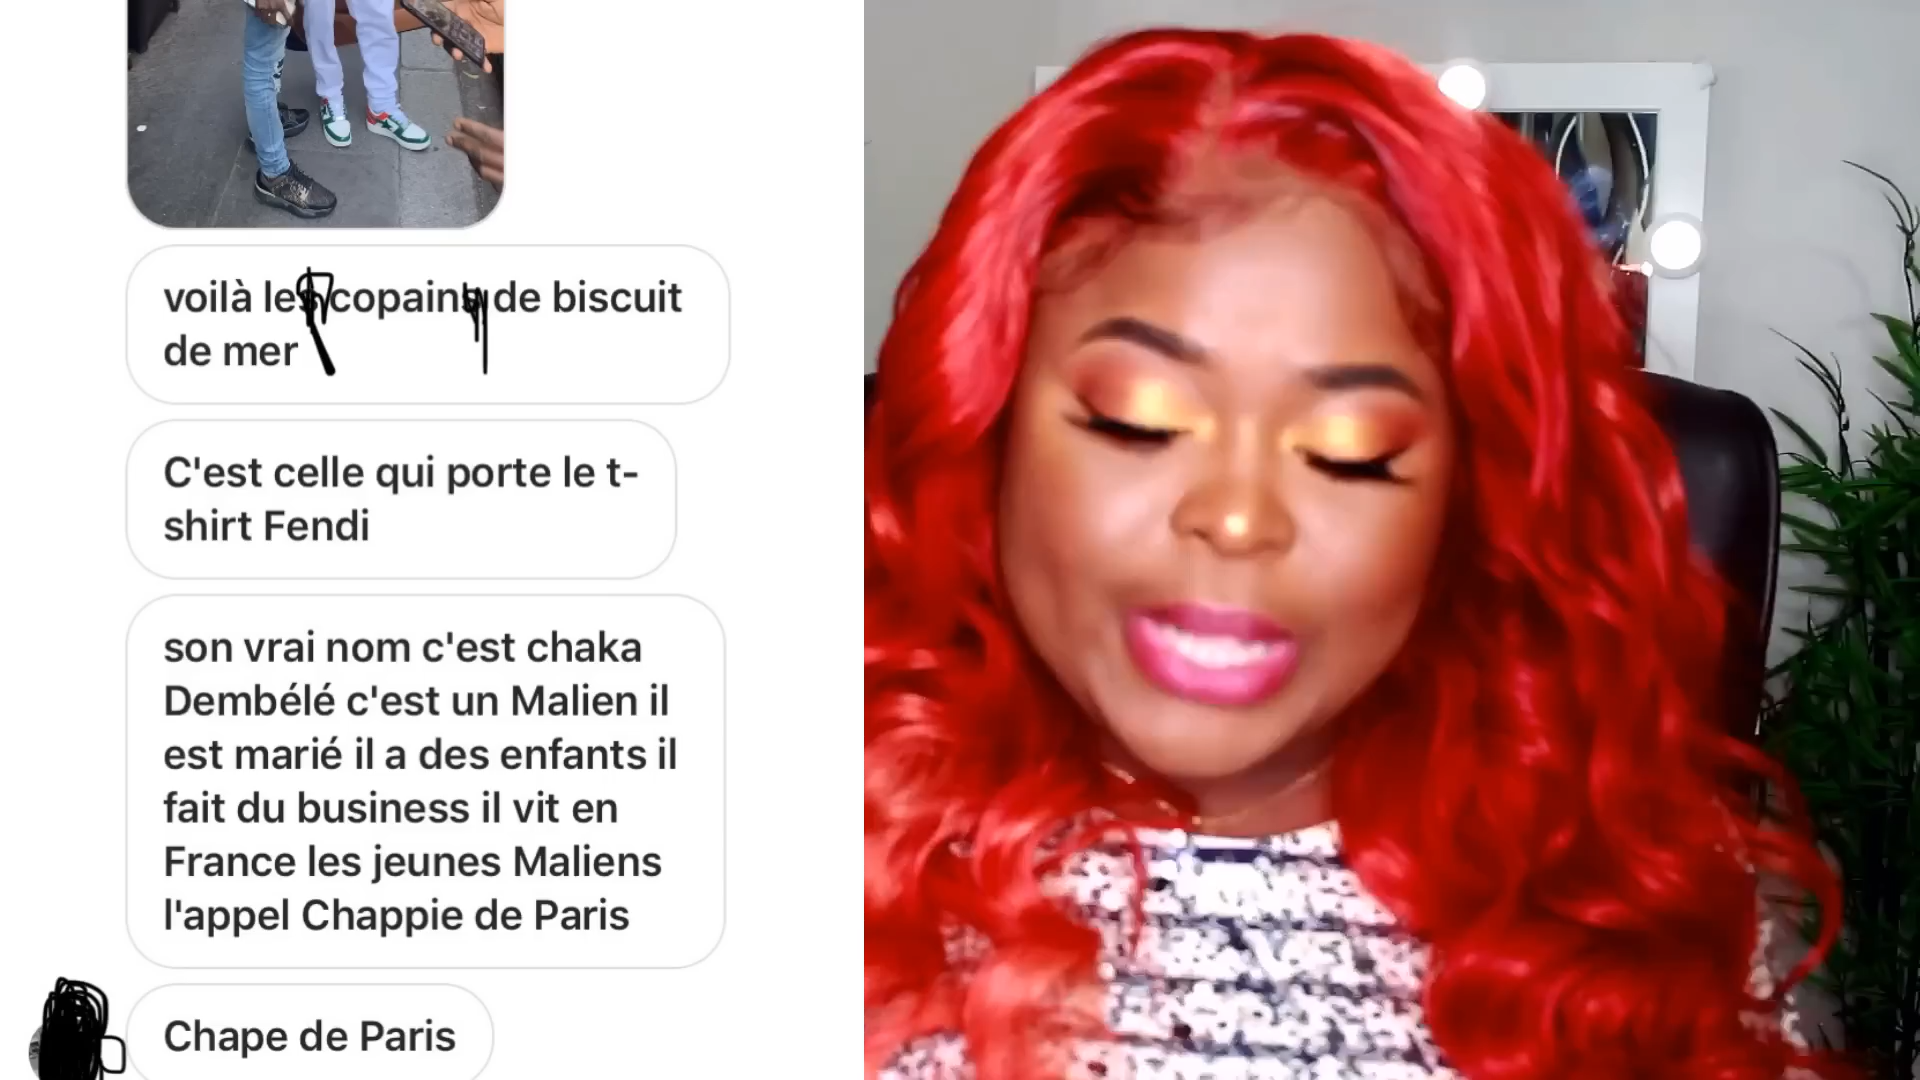 voilà les copains de biscuit
de mer
C'est celle qui porte le t-
shirt Fendi
son vrai nom c'est chaka
Dembélé c'est un Malien il
est marié il a des enfants il
fait du business il vit en
France les jeunes Maliens
l'appel Chappie de Paris
Chape de Paris